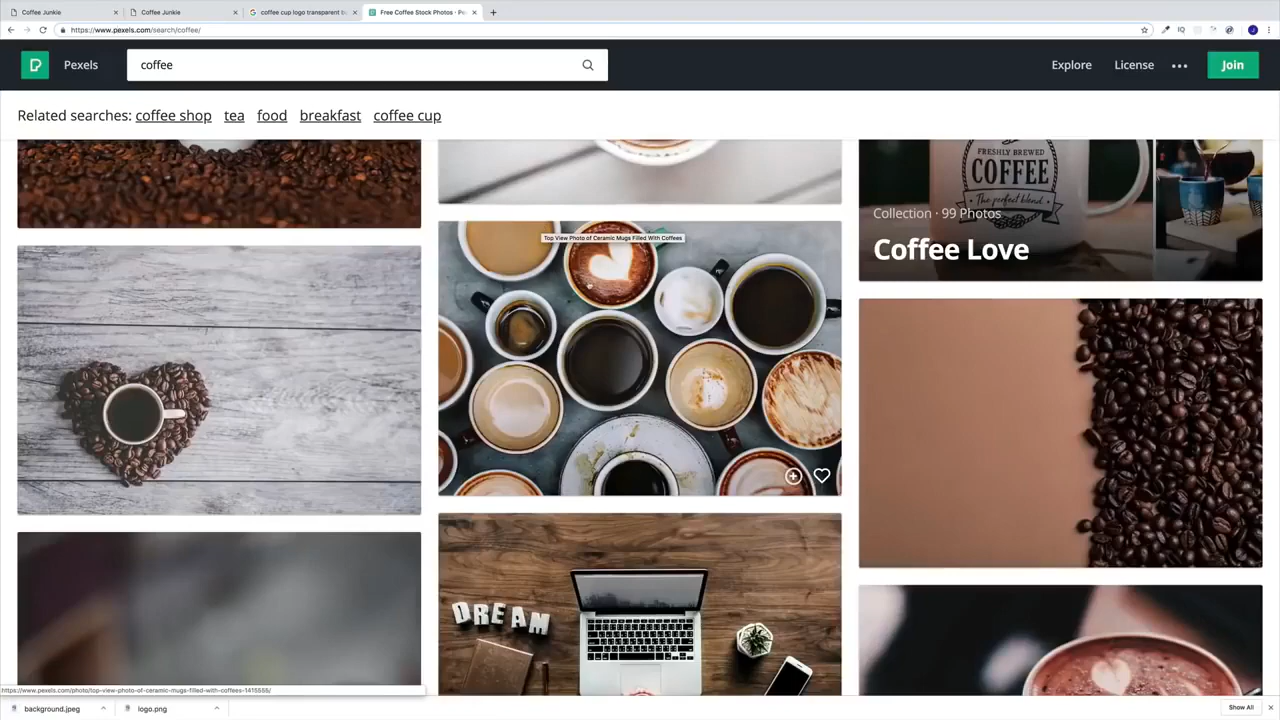 Coffee Junkie
Coffee Junkie
coffee cup logo transparent b
Free Coffee Stock Photos · Pe
https://www.pexels.com/search/coffee/
Pexels
coffee
Explore
License
Join
Related searches: coffee shop tea food breakfast coffee cup
FRESHLY BREWED
COFFEE
The perfect blend
Collection · 99 Photos
Coffee Love
Top View Photo of Ceramic Mugs Filled With Coffees
DREAM
https://www.pexels.com/photo/top-view-photo-of-ceramic-mugs-filled-with-coffees-1415555/
background.jpeg
logo.png
Show All